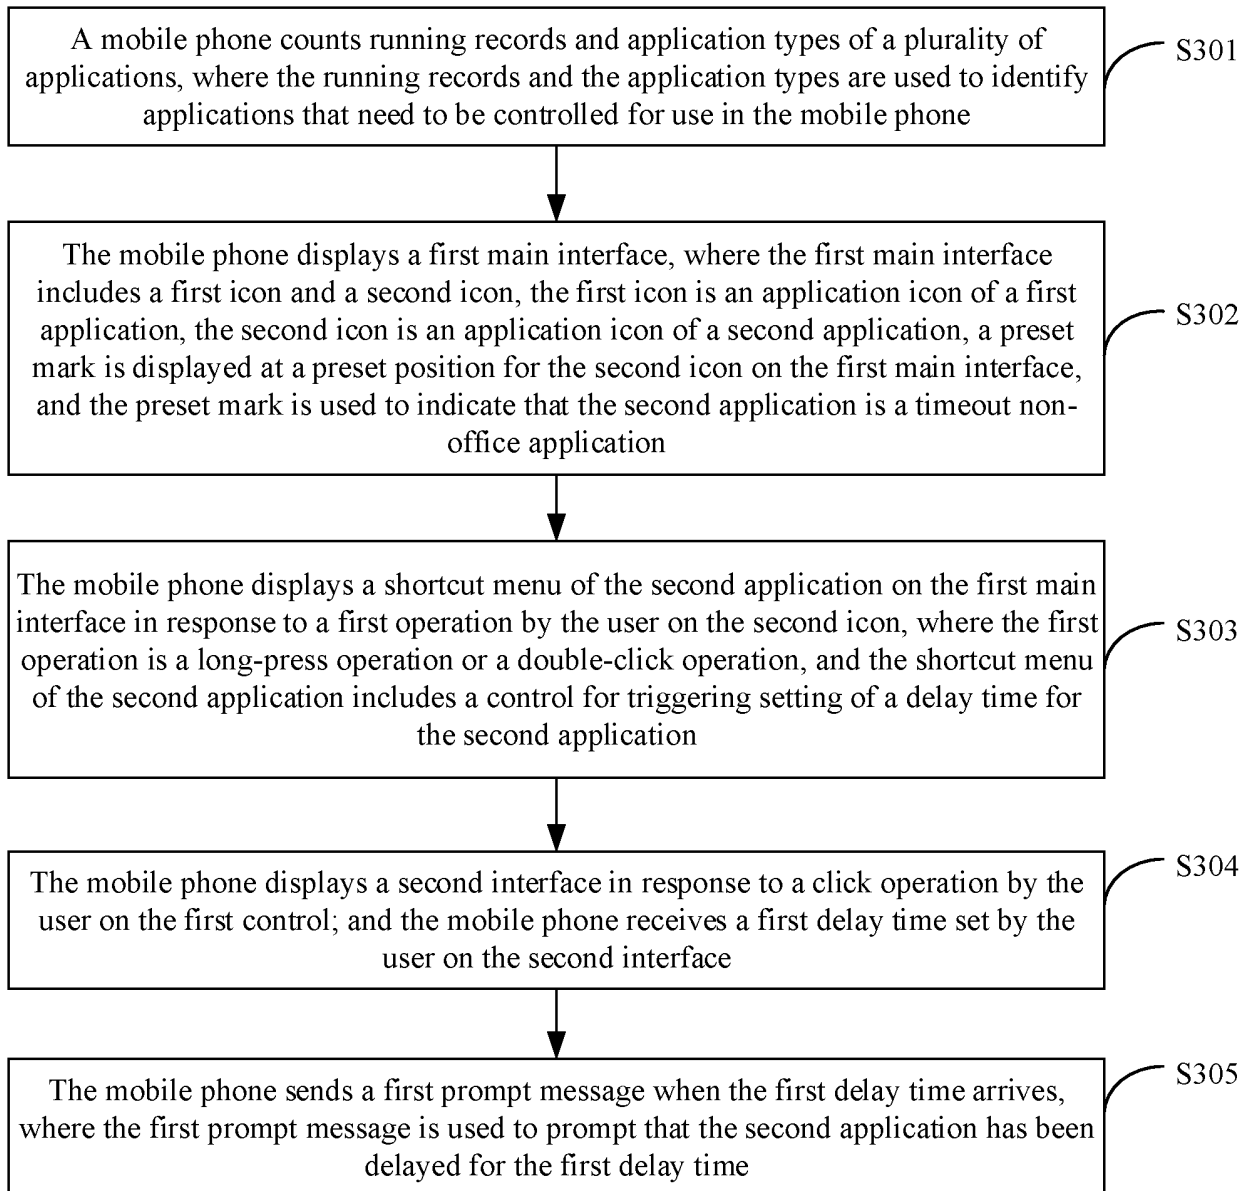 A mobile phone counts running records and application types of a plurality of
applications, where the running records and the application types are used to identify
applications that need to be controlled for use in the mobile phone
S301
The mobile phone displays a first main interface, where the first main interface
includes a first icon and a second icon, the first icon is an application icon of a first
application, the second icon is an application icon of a second application, a preset
mark is displayed at a preset position for the second icon on the first main interface,
and the preset mark is used to indicate that the second application is a timeout non-
office application
S302
The mobile phone displays a shortcut menu of the second application on the first main
interface in response to a first operation by the user on the second icon, where the first
operation is a long-press operation or a double-click operation, and the shortcut menu
of the second application includes a control for triggering setting of a delay time for
the second application
S303
The mobile phone displays a second interface in response to a click operation by the
user on the first control; and the mobile phone receives a first delay time set by the
user on the second interface
S304
The mobile phone sends a first prompt message when the first delay time arrives,
where the first prompt message is used to prompt that the second application has been
delayed for the first delay time
S305